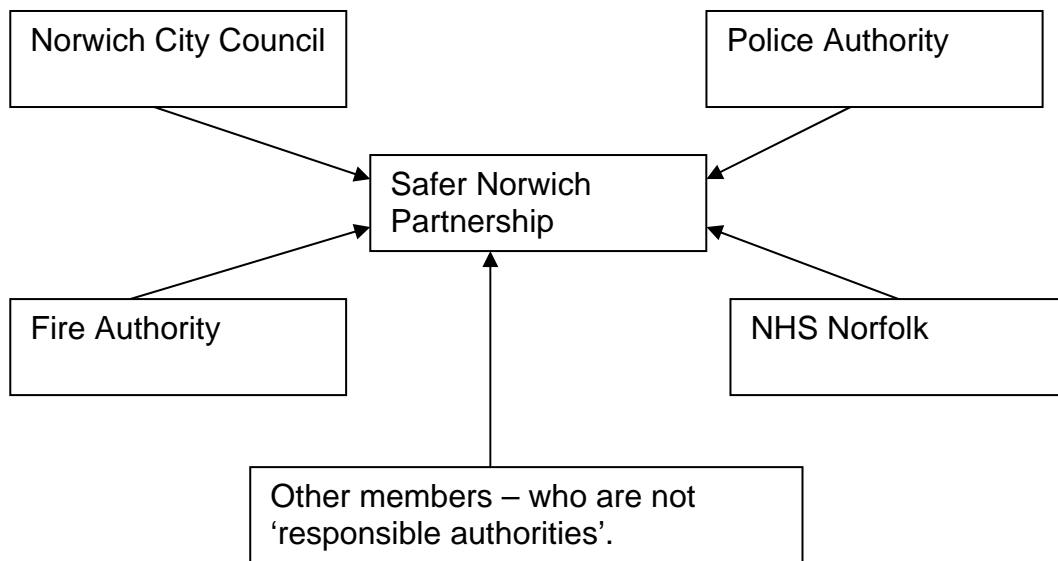 Norwich City Council
Police Authority
Safer Norwich
Partnership
Fire Authority
NHS Norfolk
Other members – who are not
‘responsible authorities’.